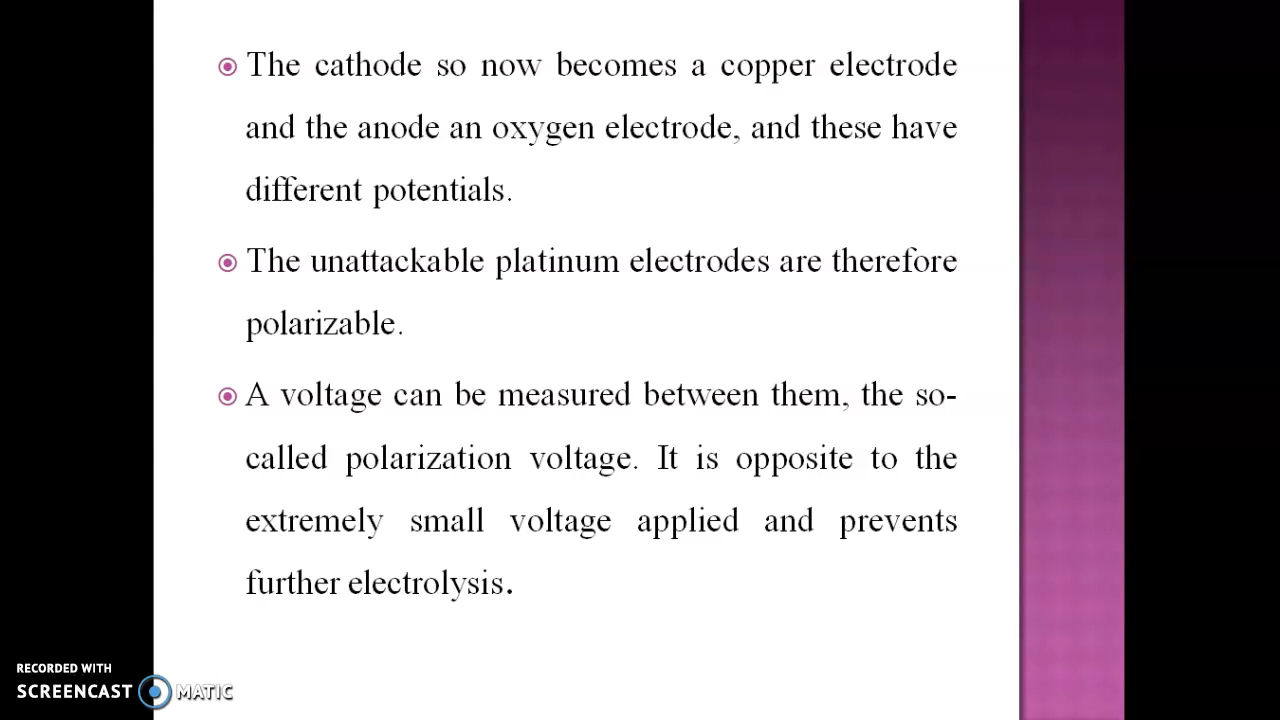 The cathode so now becomes a copper electrode
and the anode an oxygen electrode, and these have
different potentials.
The unattackable platinum electrodes are therefore
polarizable.
A voltage can be measured between them, the so-
called polarization voltage. It is opposite to the
extremely small voltage applied and prevents
further electrolysis.
RECORDED WITH
SCREENCAST MATIC